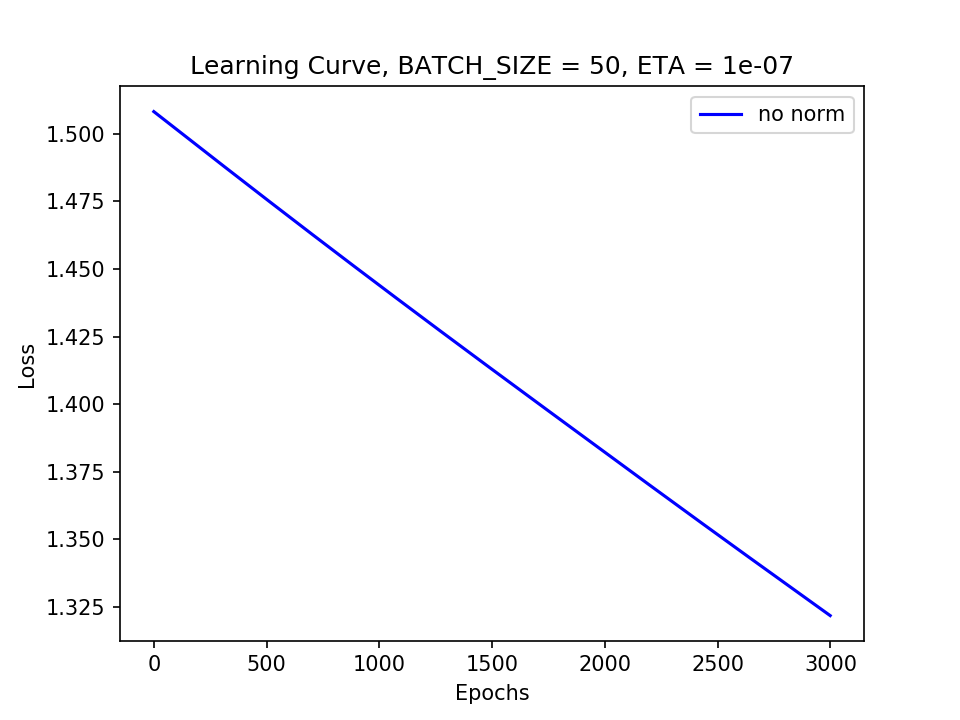 Learning Curve, BATCH_SIZE = 50, ETA = 1e-07
no norm
1.500
1.475
1.450
1.425
1.400
1.375
1.350
1.325
Loss
0 500 1000 1500 2000 2500 3000
Epochs